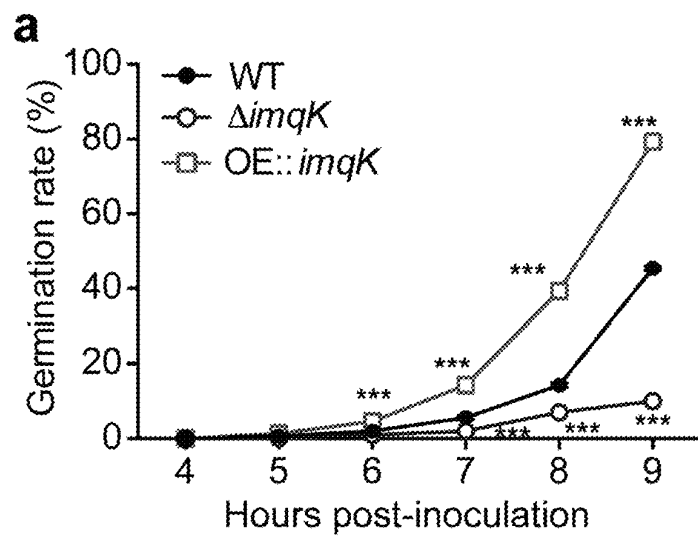 a
Germination rate (%)
100
80
60
40
20
0
WT
ΔimqK
OE::imqK
***
***
***
***
***
***
***
4 5 6 7 8 9
Hours post-inoculation